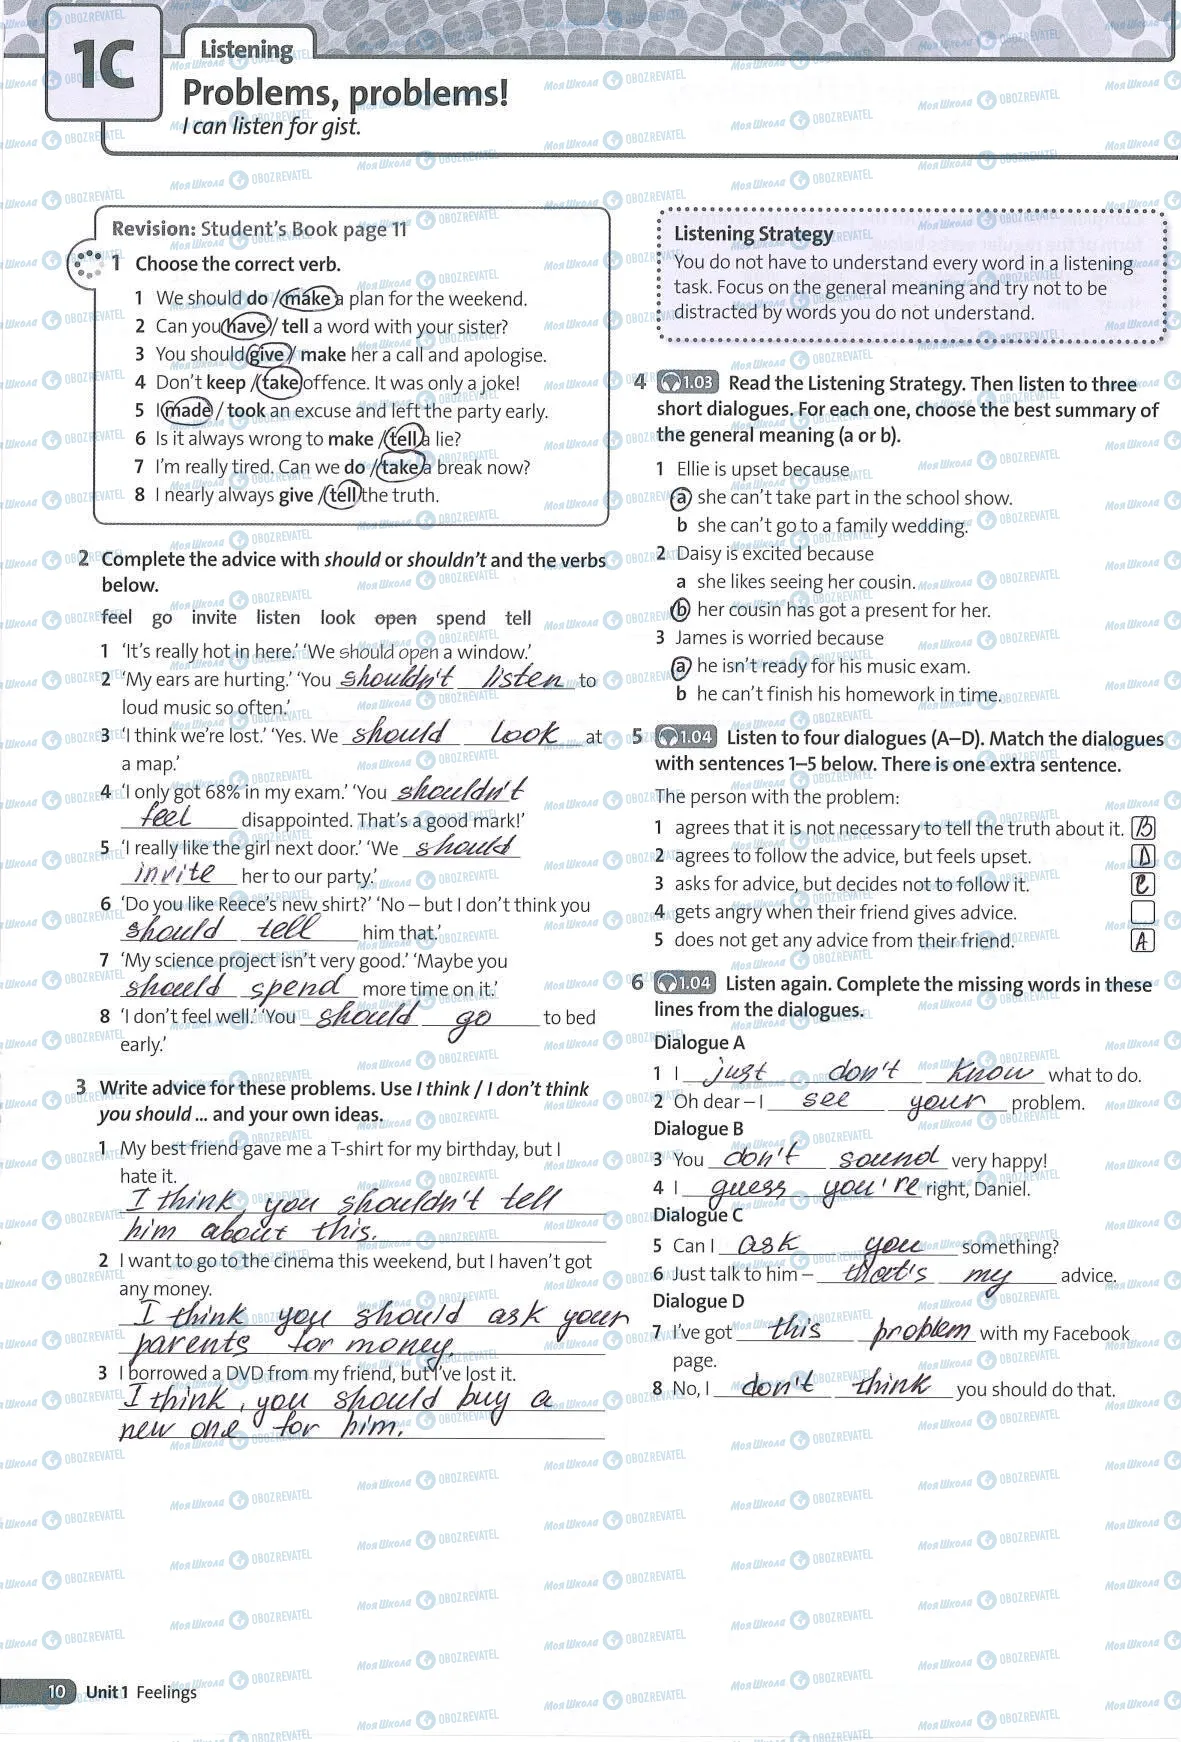 1C
Listening
Problems, problems!
I can listen for gist.
Revision: Student's Book page 11
1 Choose the correct verb.
1 We should do / make a plan for the weekend.
2 Can you have / tell a word with your sister?
3 You should give / make her a call and apologise.
4 Don't keep / take offence. It was only a joke!
5 I made / took an excuse and left the party early.
6 Is it always wrong to make / tell a lie?
7 I'm really tired. Can we do / take a break now?
8 I nearly always give / tell the truth.
2 Complete the advice with should or shouldn't and the verbs
below.
feel go invite listen look open spend tell
1 'It's really hot in here.' 'We should open a window.'
2 'My ears are hurting.' 'You shouldn't listen to
loud music so often.'
3 'I think we're lost.' 'Yes. We should look at
a map.'
4 'I only got 68% in my exam.' 'You shouldn't
feel disappointed. That's a good mark!'
5 'I really like the girl next door.' 'We should
invite her to our party.'
6 'Do you like Reece's new shirt?' 'No – but I don't think you
should tell him that.'
7 'My science project isn't very good.' 'Maybe you
should spend more time on it.'
8 'I don't feel well.' 'You should go to bed
early.'
3 Write advice for these problems. Use I think / I don't think
you should ... and your own ideas.
1 My best friend gave me a T-shirt for my birthday, but I
hate it.
I think, you shouldn't tell
him about this.
2 I want to go to the cinema this weekend, but I haven't got
any money.
I think you should ask your
parents for money.
3 I borrowed a DVD from my friend, but I've lost it.
I think, you should buy a
new one for him.
Listening Strategy
You do not have to understand every word in a listening
task. Focus on the general meaning and try not to be
distracted by words you do not understand.
4 1.03 Read the Listening Strategy. Then listen to three
short dialogues. For each one, choose the best summary of
the general meaning (a or b).
1 Ellie is upset because
a she can't take part in the school show.
b she can't go to a family wedding.
2 Daisy is excited because
a she likes seeing her cousin.
b her cousin has got a present for her.
3 James is worried because
a he isn't ready for his music exam.
b he can't finish his homework in time.
5 1.04 Listen to four dialogues (A–D). Match the dialogues
with sentences 1–5 below. There is one extra sentence.
The person with the problem:
1 agrees that it is not necessary to tell the truth about it. B
2 agrees to follow the advice, but feels upset. D
3 asks for advice, but decides not to follow it. C
4 gets angry when their friend gives advice.
5 does not get any advice from their friend. A
6 1.04 Listen again. Complete the missing words in these
lines from the dialogues.
Dialogue A
1 I just don't know what to do.
2 Oh dear – I see your problem.
Dialogue B
3 You don't sound very happy!
4 I guess you're right, Daniel.
Dialogue C
5 Can I ask you something?
6 Just talk to him – that's my advice.
Dialogue D
7 I've got this problem with my Facebook
page.
8 No, I don't think you should do that.
10 Unit 1 Feelings
Моя Школа OBOZREVATEL